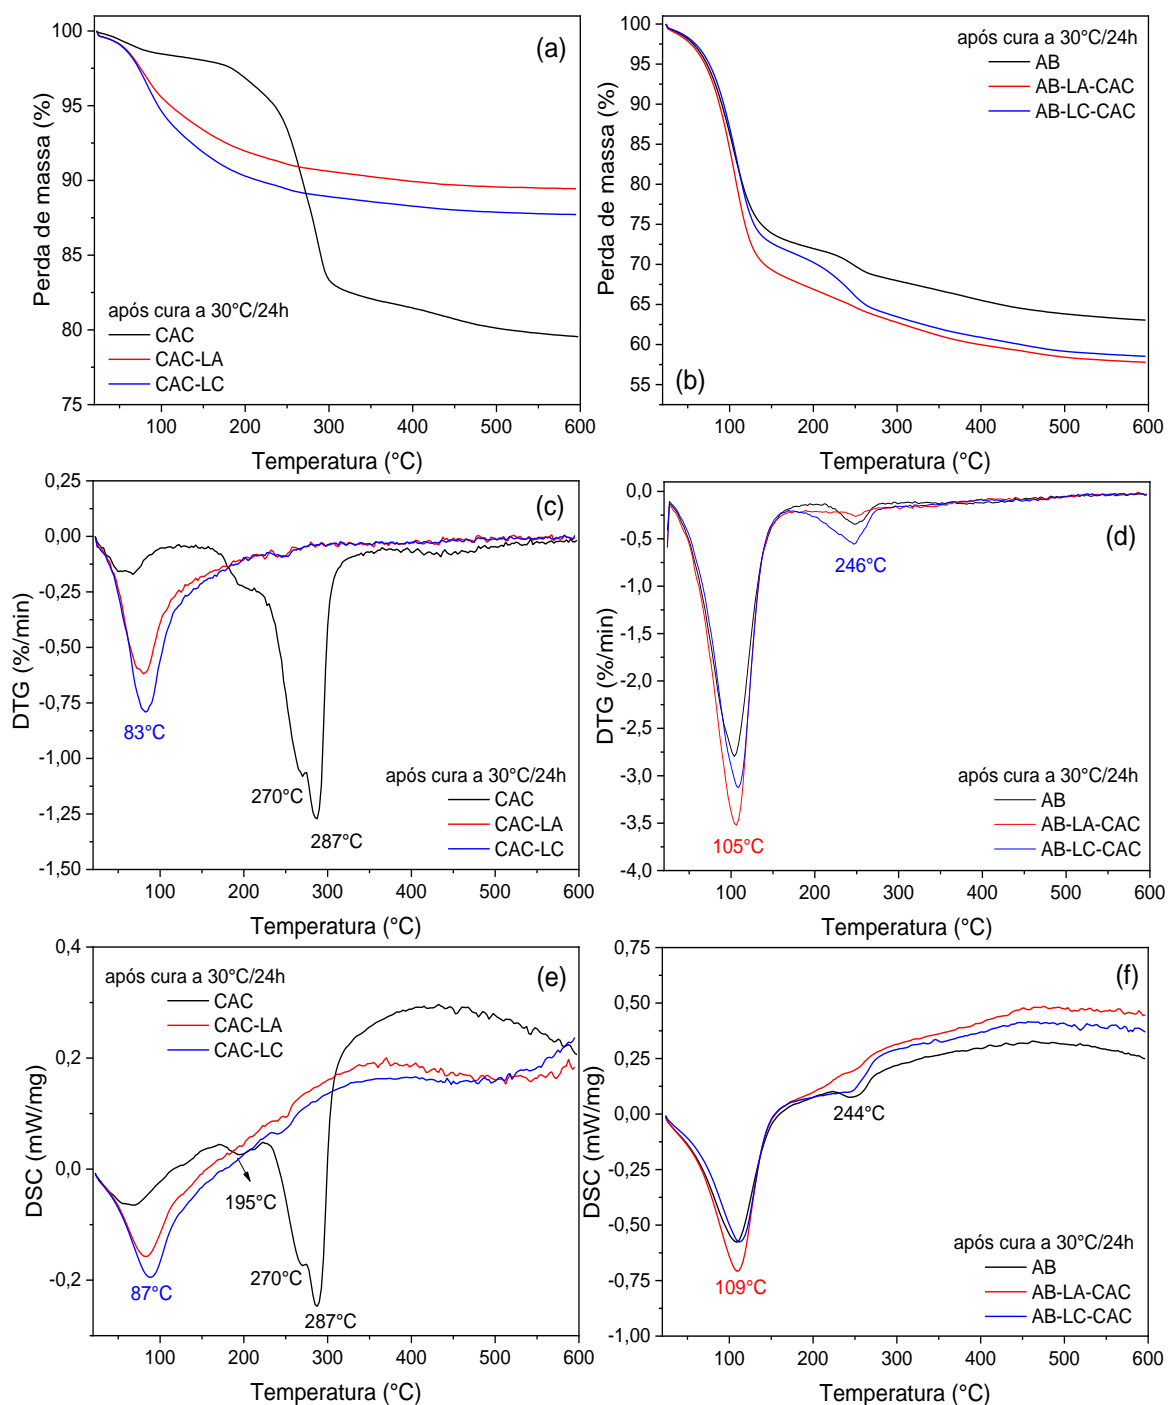 100
95
90
85
80
75
Perda de massa (%)
(a)
após cura a 30°C/24h
CAC
CAC-LA
CAC-LC
100 200 300 400 500 600
Temperatura (°C)
100
95
90
85
80
75
70
65
60
55
Perda de massa (%)
após cura a 30°C/24h
AB
AB-LA-CAC
AB-LC-CAC
(b)
100 200 300 400 500 600
Temperatura (°C)
0,25
0,00
-0,25
-0,50
-0,75
-1,00
-1,25
-1,50
DTG (%/min)
(c)
83°C
270°C
287°C
após cura a 30°C/24h
CAC
CAC-LA
CAC-LC
100 200 300 400 500 600
Temperatura (°C)
0,0
-0,5
-1,0
-1,5
-2,0
-2,5
-3,0
-3,5
-4,0
DTG (%/min)
(d)
246°C
105°C
após cura a 30°C/24h
AB
AB-LA-CAC
AB-LC-CAC
100 200 300 400 500 600
Temperatura (°C)
0,4
0,2
0,0
-0,2
DSC (mW/mg)
após cura a 30°C/24h
CAC
CAC-LA
CAC-LC
(e)
195°C
87°C
270°C
287°C
100 200 300 400 500 600
Temperatura (°C)
0,75
0,50
0,25
0,00
-0,25
-0,50
-0,75
-1,00
DSC (mW/mg)
(f)
244°C
109°C
após cura a 30°C/24h
AB
AB-LA-CAC
AB-LC-CAC
100 200 300 400 500 600
Temperatura (°C)